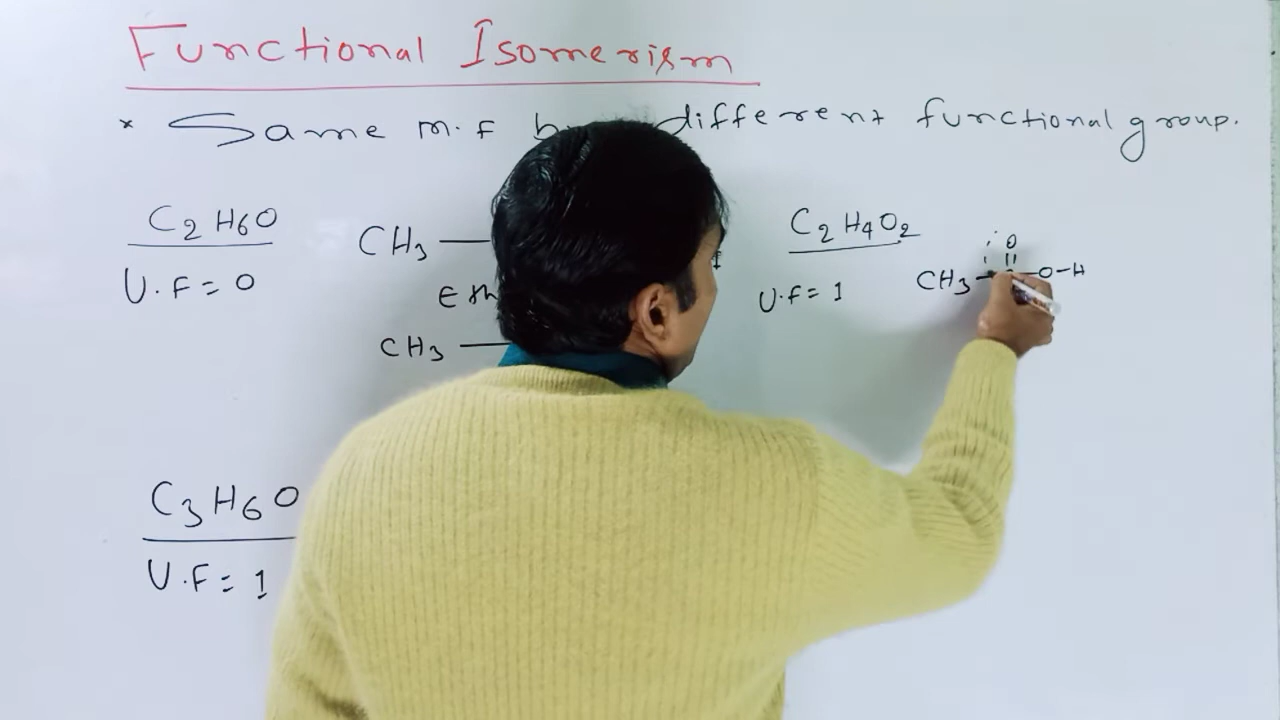 Functional Isomerism
* Same m.F different functional group.
C2H6O
U.F = 0
CH3 —
Eth
CH3 —
C2H4O2
U.F = 1
O
||
CH3 — — O – H
C3H6O
U.F = 1